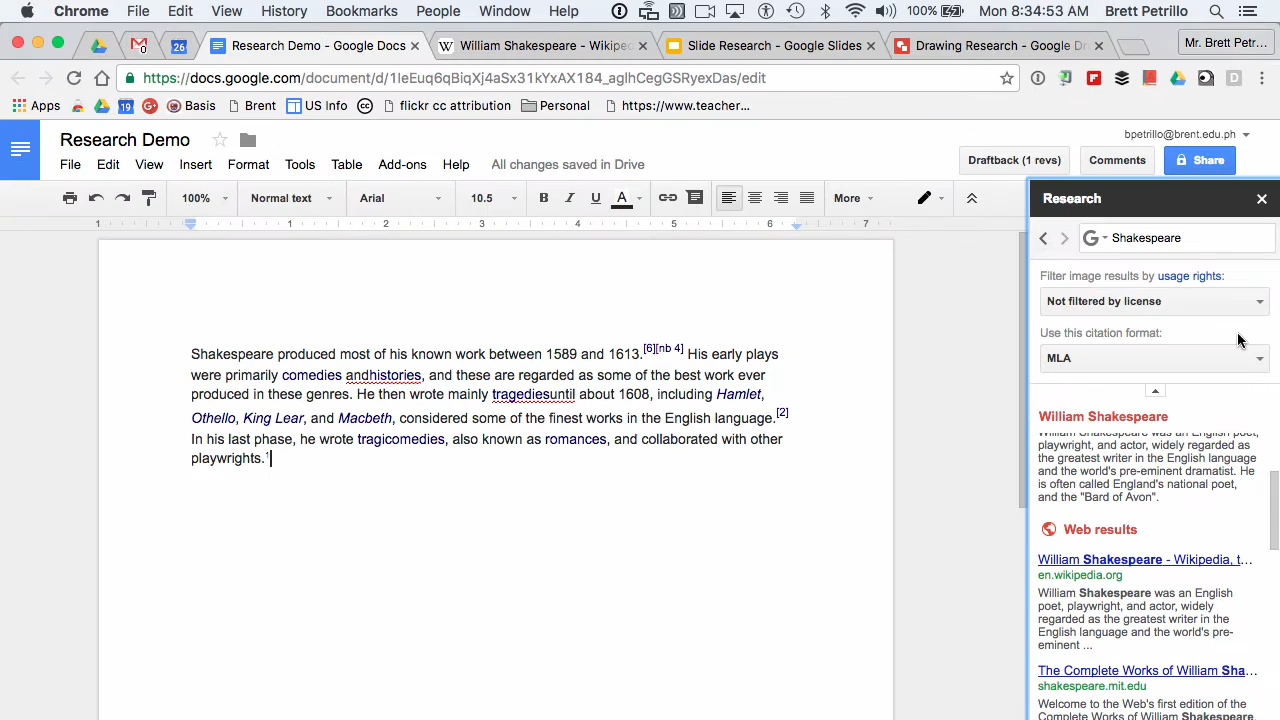 Chrome File Edit View History Bookmarks People Window Help 100% Mon 8:34:53 AM Brett Petrillo
Research Demo - Google Docs × William Shakespeare - Wikiped × Slide Research - Google Slides × Drawing Research - Google Dr × Mr. Brett Petr...
https://docs.google.com/document/d/1leEuq6qBiqXj4aSx31kYxAX184_aglhCegGSRyexDas/edit
Apps 19 Basis Brent US Info flickr cc attribution Personal https://www.teacher...
Research Demo
bpetrillo@brent.edu.ph
File Edit View Insert Format Tools Table Add-ons Help All changes saved in Drive
Draftback (1 revs) Comments Share
100% Normal text Arial 10.5 B I U A More
1 1 2 3 4 5 6 7
Shakespeare produced most of his known work between 1589 and 1613.[6][nb 4] His early plays
were primarily comedies andhistories, and these are regarded as some of the best work ever
produced in these genres. He then wrote mainly tragediesuntil about 1608, including Hamlet,
Othello, King Lear, and Macbeth, considered some of the finest works in the English language.[2]
In his last phase, he wrote tragicomedies, also known as romances, and collaborated with other
playwrights.1
Research ×
Shakespeare
Filter image results by usage rights:
Not filtered by license
Use this citation format:
MLA
William Shakespeare
William Shakespeare was an English poet,
playwright, and actor, widely regarded as
the greatest writer in the English language
and the world's pre-eminent dramatist. He
is often called England's national poet,
and the "Bard of Avon".
Web results
William Shakespeare - Wikipedia, t...
en.wikipedia.org
William Shakespeare was an English
poet, playwright, and actor, widely
regarded as the greatest writer in the
English language and the world's pre-
eminent ...
The Complete Works of William Sha...
shakespeare.mit.edu
Welcome to the Web's first edition of the
Complete Works of William Shakespeare.